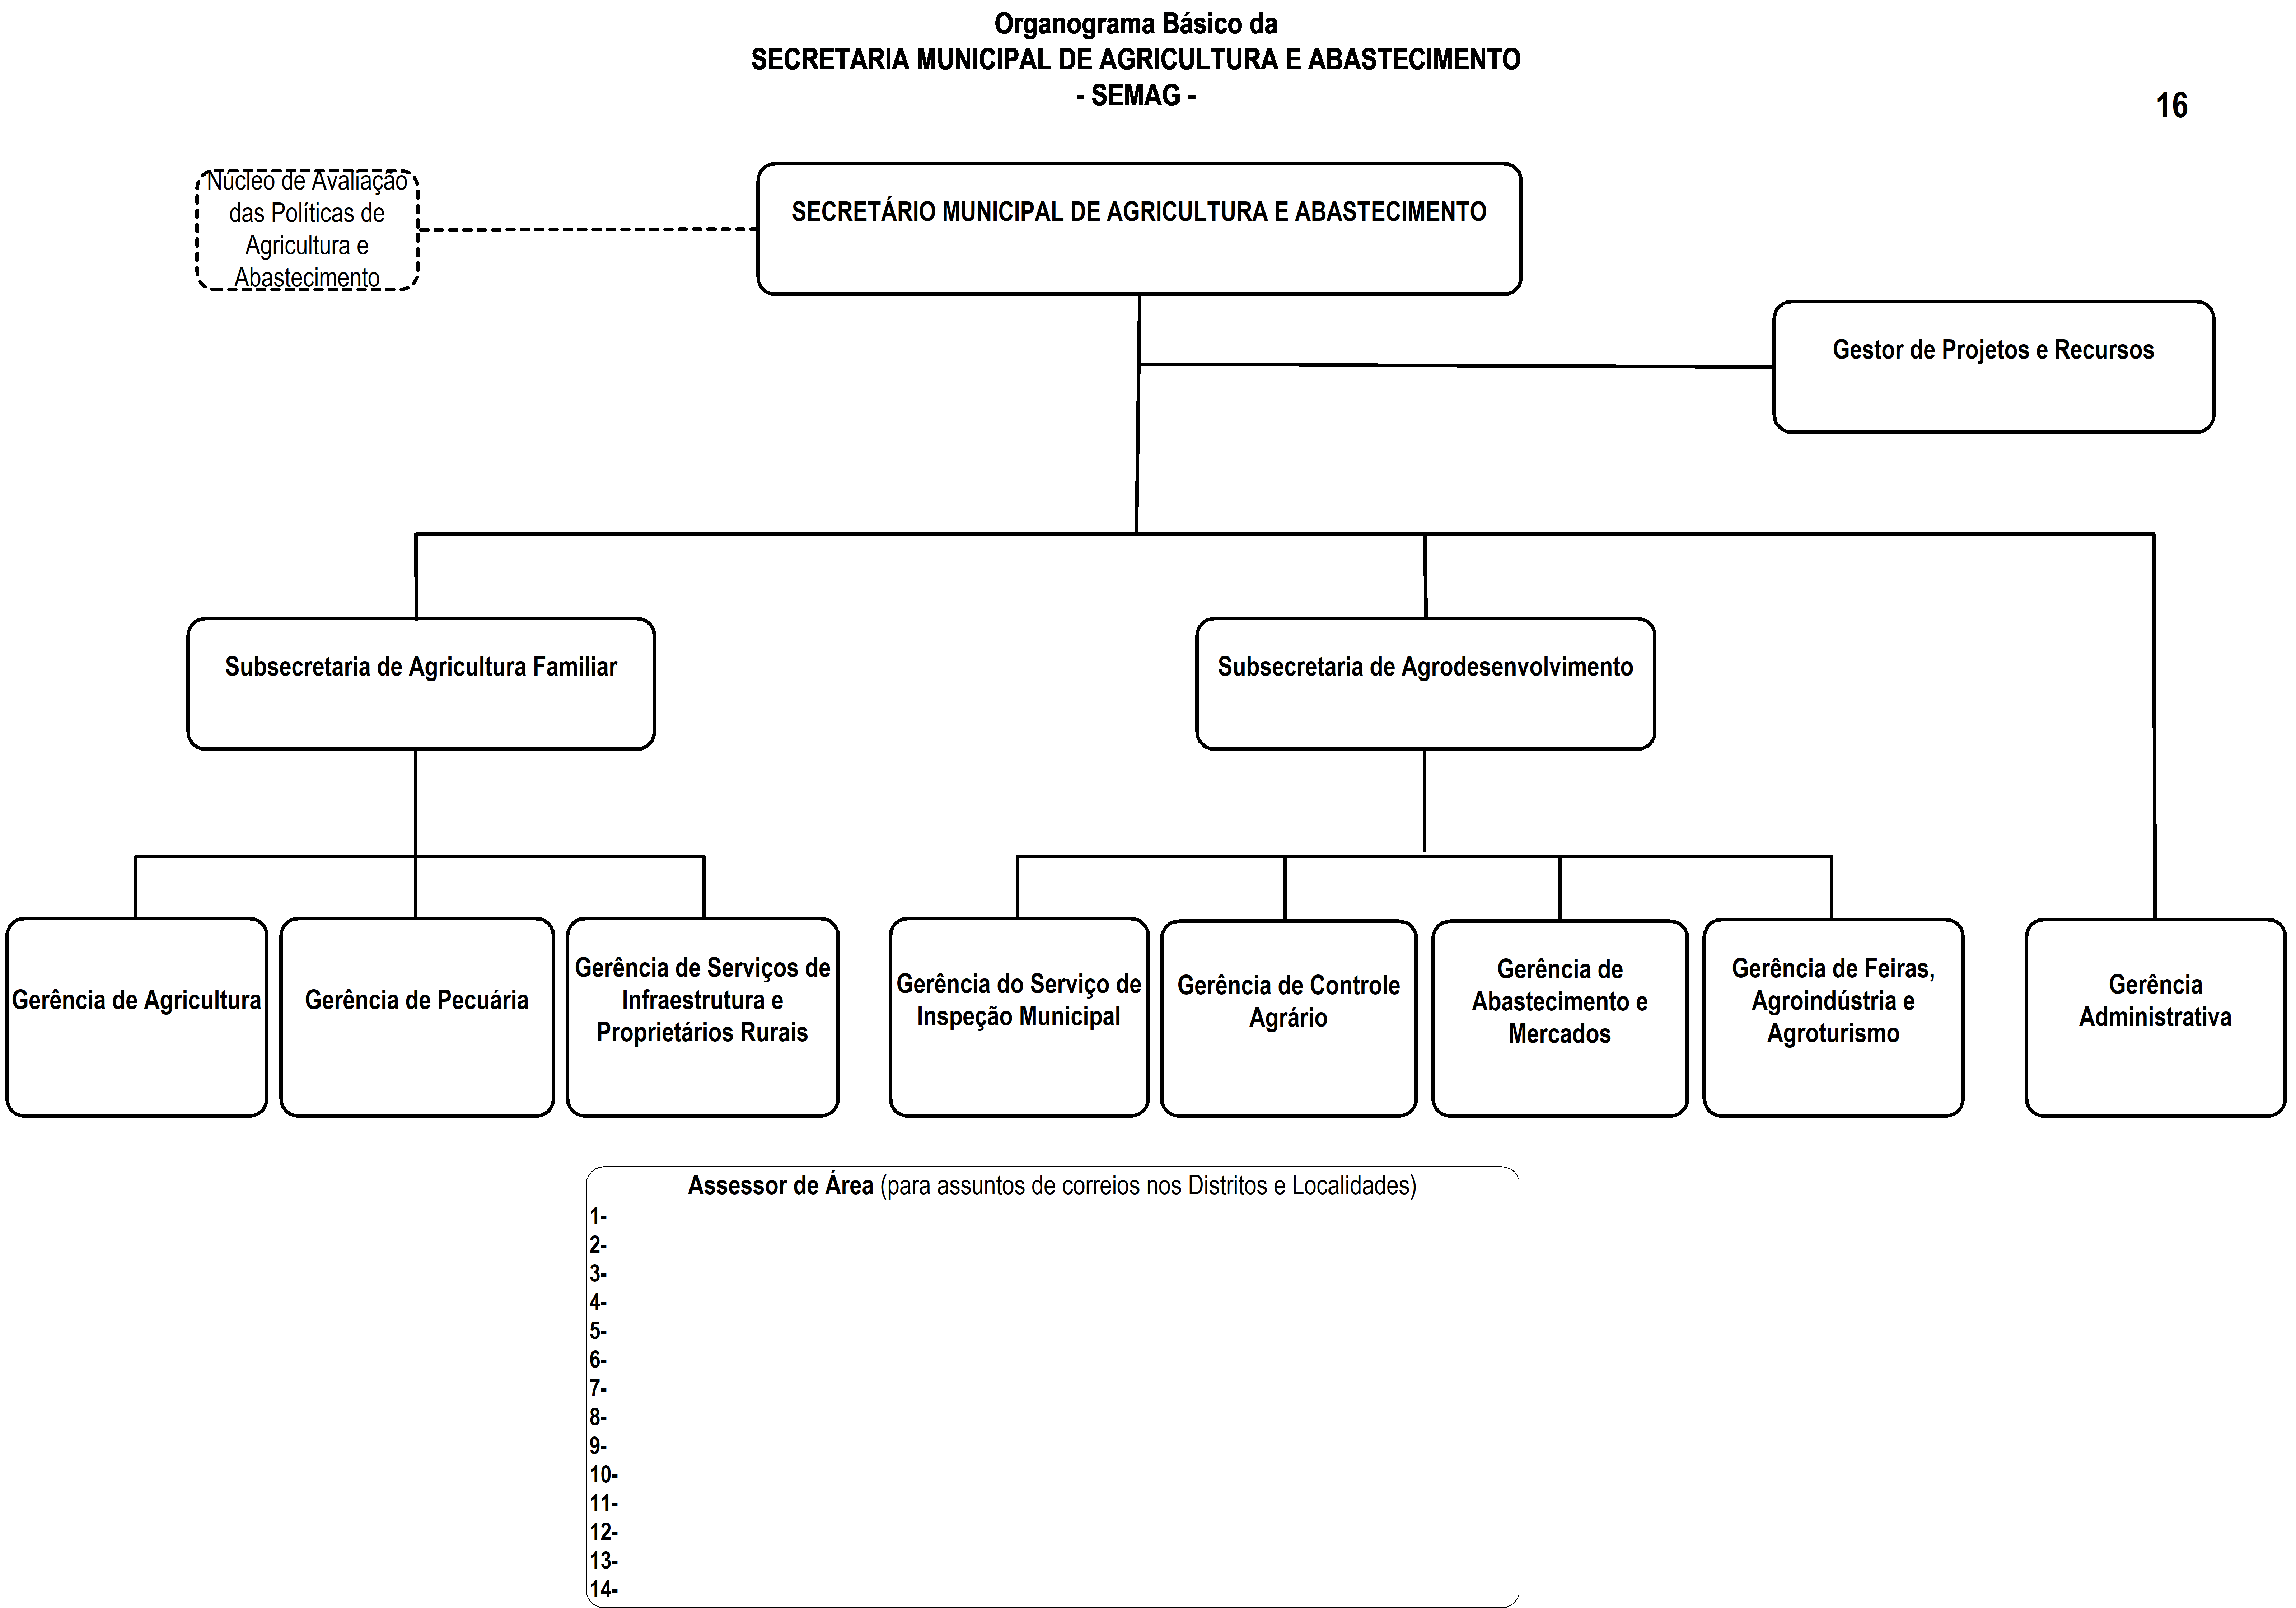 Organograma Básico da
SECRETARIA MUNICIPAL DE AGRICULTURA E ABASTECIMENTO
- SEMAG -
16
Núcleo de Avaliação
das Políticas de
Agricultura e
Abastecimento
SECRETÁRIO MUNICIPAL DE AGRICULTURA E ABASTECIMENTO
Gestor de Projetos e Recursos
Subsecretaria de Agricultura Familiar
Subsecretaria de Agrodesenvolvimento
Gerência de Agricultura
Gerência de Pecuária
Gerência de Serviços de
Infraestrutura e
Proprietários Rurais
Gerência do Serviço de
Inspeção Municipal
Gerência de Controle
Agrário
Gerência de
Abastecimento e
Mercados
Gerência de Feiras,
Agroindústria e
Agroturismo
Gerência
Administrativa
Assessor de Área (para assuntos de correios nos Distritos e Localidades)
1-
2-
3-
4-
5-
6-
7-
8-
9-
10-
11-
12-
13-
14-